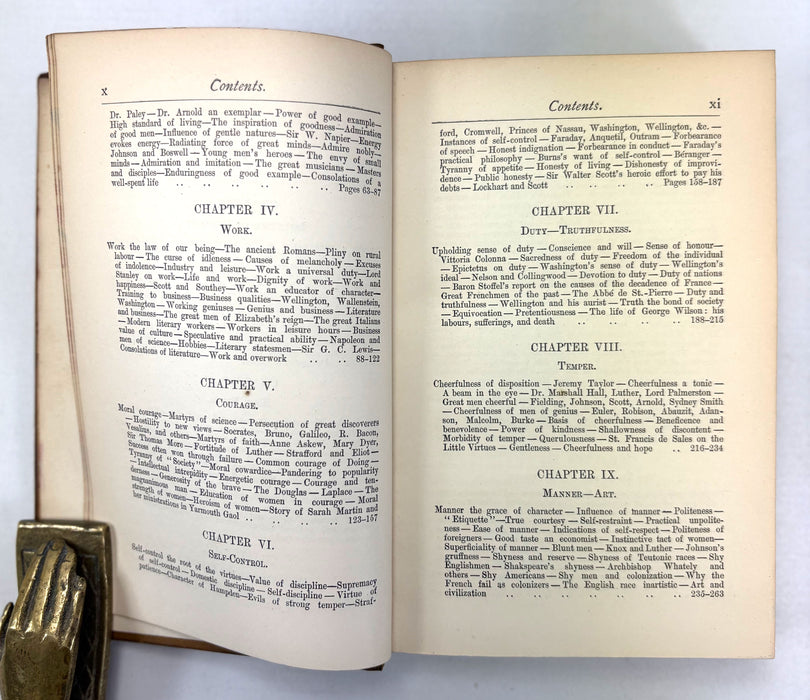 x
Contents.
Dr. Paley—Dr. Arnold an exemplar—Power of good example—
High standard of living—The inspiration of goodness—Admiration
of good men—Influence of gentle natures—Sir W. Napier—Energy
evokes energy—Radiating force of great minds—Admire nobly—
Johnson and Boswell—Young men's heroes—The envy of small
minds—Admiration and imitation—The great musicians—Masters
and disciples—Enduringness of good example—Consolations of a
well-spent life .. .. .. .. .. .. Pages 63-87
CHAPTER IV.
Work.
Work the law of our being—The ancient Romans—Pliny on rural
labour—The curse of idleness—Causes of melancholy—Excuses
of indolence—Industry and leisure—Work a universal duty—Lord
Stanley on work—Life and work—Dignity of work—Work and
happiness—Scott and Southey—Work an educator of character—
Training to business—Business qualities—Wellington, Wallenstein,
Washington—Working geniuses—Genius and business—Literature
and business—The great men of Elizabeth's reign—The great Italians
—Modern literary workers—Workers in leisure hours—Business
value of culture—Speculative and practical ability—Napoleon and
men of science—Hobbies—Literary statesmen—Sir G. C. Lewis—
Consolations of literature—Work and overwork .. .. 88-122
CHAPTER V.
Courage.
Moral courage—Martyrs of science—Persecution of great discoverers
—Hostility to new views—Socrates, Bruno, Galileo, R. Bacon,
Vesalius, and others—Martyrs of faith—Anne Askew, Mary Dyer,
Sir Thomas More—Fortitude of Luther—Strafford and Eliot—
Success often won through failure—Common courage of Doing—
Tyranny of "Society"—Moral cowardice—Pandering to popularity
—Intellectual intrepidity—Energetic courage—Courage and ten-
derness—Generosity of the brave—The Douglas—Laplace—The
magnanimous man—Education of women in courage—Moral
strength of women—Heroism of women—Story of Sarah Martin and
her ministrations in Yarmouth Gaol .. .. .. .. 123-157
CHAPTER VI.
Self-Control.
Self-control the root of the virtues—Value of discipline—Supremacy
of self-control—Domestic discipline—Self-discipline—Virtue of
patience—Character of Hampden—Evils of strong temper—Straf-
Contents.
xi
ford, Cromwell, Princes of Nassau, Washington, Wellington, &c.—
Instances of self-control—Faraday, Anquetil, Outram—Forbearance
of speech—Honest indignation—Forbearance in conduct—Faraday's
practical philosophy—Burns's want of self-control—Béranger—
Tyranny of appetite—Honesty of living—Dishonesty of improvi-
dence—Public honesty—Sir Walter Scott's heroic effort to pay his
debts—Lockhart and Scott .. .. .. .. Pages 158-187
CHAPTER VII.
Duty—Truthfulness.
Upholding sense of duty—Conscience and will—Sense of honour—
Vittoria Colonna—Sacredness of duty—Freedom of the individual
—Epictetus on duty—Washington's sense of duty—Wellington's
ideal—Nelson and Collingwood—Devotion to duty—Duty of nations
—Baron Stoffel's report on the causes of the decadence of France—
Great Frenchmen of the past—The Abbé de St.-Pierre—Duty and
truthfulness—Wellington and his aurist—Truth the bond of society
—Equivocation—Pretentiousness—The life of George Wilson: his
labours, sufferings, and death .. .. .. .. 188-215
CHAPTER VIII.
Temper.
Cheerfulness of disposition—Jeremy Taylor—Cheerfulness a tonic—
A beam in the eye—Dr. Marshall Hall, Luther, Lord Palmerston—
Great men cheerful—Fielding, Johnson, Scott, Arnold, Sydney Smith
—Cheerfulness of men of genius—Euler, Robison, Abauzit, Adan-
son, Malcolm, Burke—Basis of cheerfulness—Beneficence and
benevolence—Power of kindness—Shallowness of discontent—
Morbidity of temper—Querulousness—St. Francis de Sales on the
Little Virtues—Gentleness—Cheerfulness and hope .. 216-234
CHAPTER IX.
Manner—Art.
Manner the grace of character—Influence of manner—Politeness—
"Etiquette"—True courtesy—Self-restraint—Practical unpolite-
ness—Ease of manner—Indications of self-respect—Politeness of
foreigners—Good taste an economist—Instinctive tact of women—
Superficiality of manner—Blunt men—Knox and Luther—Johnson's
gruffness—Shyness and reserve—Shyness of Teutonic races—Shy
Englishmen—Shakspeare's shyness—Archbishop Whately and
others—Shy Americans—Shy men and colonization—Why the
French fail as colonizers—The English race inartistic—Art and
civilization .. .. .. .. .. .. .. 235-263